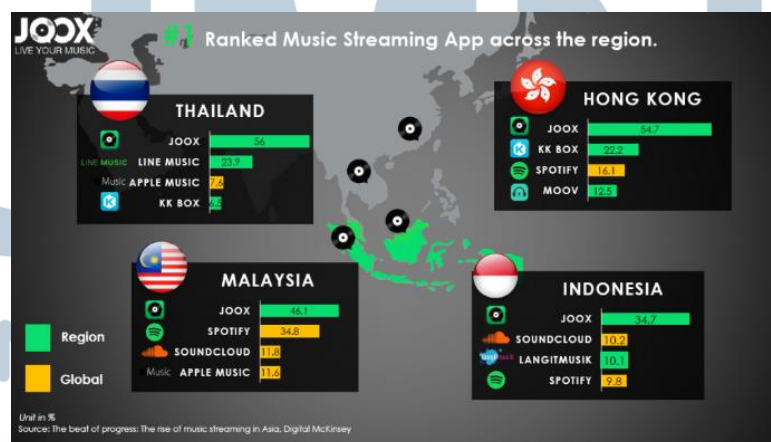 JOOX
LIVE YOUR MUSIC
#1 Ranked Music Streaming App across the region.
THAILAND
JOOX 56
LINE MUSIC LINE MUSIC 23.9
Music APPLE MUSIC 7.6
KK BOX 6.5
HONG KONG
JOOX 54.7
KK BOX 22.2
SPOTIFY 16.1
MOOV 12.5
MALAYSIA
JOOX 46.1
SPOTIFY 34.8
SOUNDCLOUD 11.8
Music APPLE MUSIC 11.6
INDONESIA
JOOX 34.7
SOUNDCLOUD 10.2
LANGITMUSIK 10.1
SPOTIFY 9.8
Region
Global
Unit in %
Source: The beat of progress: The rise of music streaming in Asia, Digital McKinsey